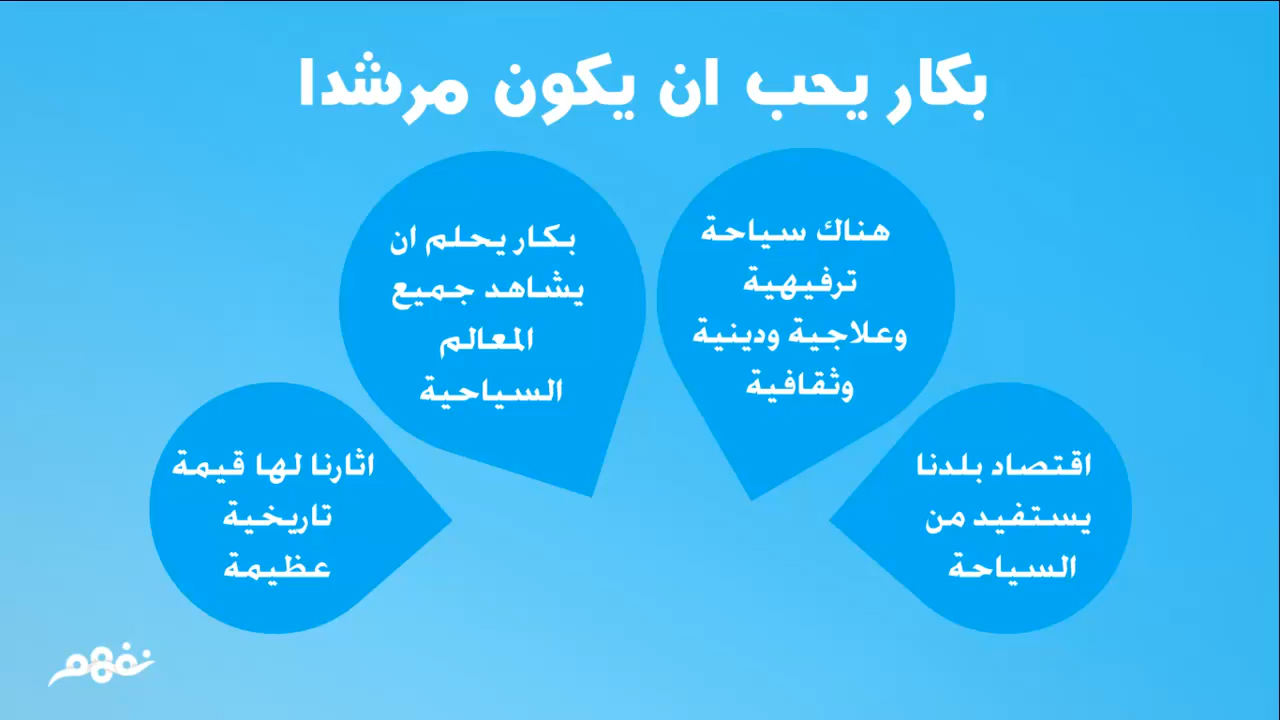 بكار يحب ان يكون مرشدا
هناك سياحة
ترفيهية
وعلاجية ودينية
وثقافية
بكار يحلم ان
يشاهد جميع
المعالم
السياحية
اقتصاد بلدنا
يستفيد من
السياحة
اثارنا لها قيمة
تاريخية
عظيمة
نفهم